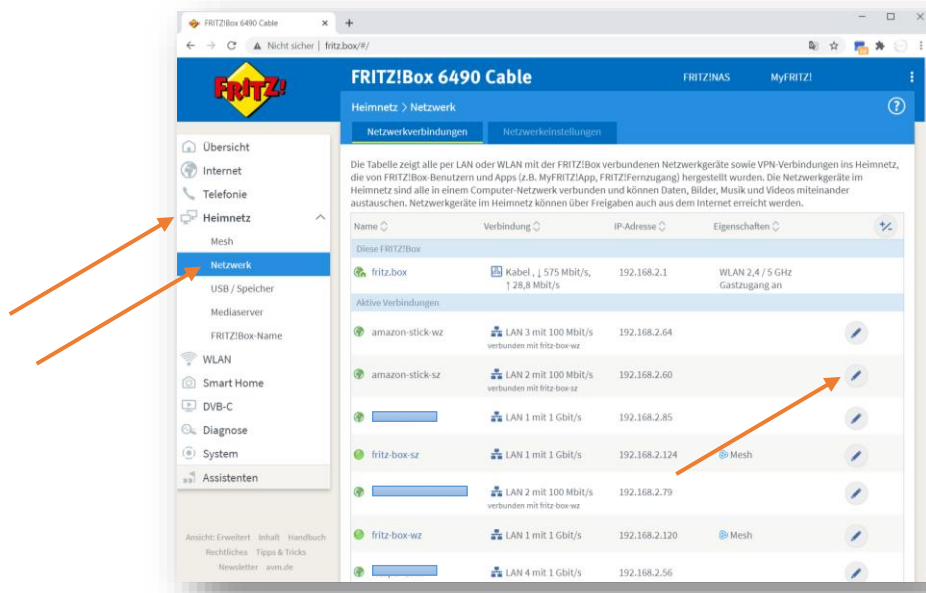 FRITZ!Box 6490 Cable
Nicht sicher | fritz.box/#/
FRITZ!
FRITZ!Box 6490 Cable
FRITZ!NAS
MyFRITZ!
Heimnetz > Netzwerk
Netzwerkverbindungen
Netzwerkeinstellungen
Übersicht
Internet
Telefonie
Heimnetz
Mesh
Netzwerk
USB / Speicher
Mediaserver
FRITZ!Box-Name
WLAN
Smart Home
DVB-C
Diagnose
System
Assistenten
Ansicht: Erweitert Inhalt Handbuch
Rechtliches Tipps & Tricks
Newsletter avm.de
Die Tabelle zeigt alle per LAN oder WLAN mit der FRITZ!Box verbundenen Netzwerkgeräte sowie VPN-Verbindungen ins Heimnetz,
die von FRITZ!Box-Benutzern und Apps (z.B. MyFRITZ!App, FRITZ!Fernzugang) hergestellt wurden. Die Netzwerkgeräte im
Heimnetz sind alle in einem Computer-Netzwerk verbunden und können Daten, Bilder, Musik und Videos miteinander
austauschen. Netzwerkgeräte im Heimnetz können über Freigaben auch aus dem Internet erreicht werden.
Name Verbindung IP-Adresse Eigenschaften
Diese FRITZ!Box
fritz.box Kabel , ↓ 575 Mbit/s, 192.168.2.1 WLAN 2,4 / 5 GHz
↑ 28,8 Mbit/s Gastzugang an
Aktive Verbindungen
amazon-stick-wz LAN 3 mit 100 Mbit/s 192.168.2.64
verbunden mit fritz-box-wz
amazon-stick-sz LAN 2 mit 100 Mbit/s 192.168.2.60
verbunden mit fritz-box-sz
LAN 1 mit 1 Gbit/s 192.168.2.85
fritz-box-sz LAN 1 mit 1 Gbit/s 192.168.2.124 Mesh
LAN 2 mit 100 Mbit/s 192.168.2.79
verbunden mit fritz-box-wz
fritz-box-wz LAN 1 mit 1 Gbit/s 192.168.2.120 Mesh
LAN 4 mit 1 Gbit/s 192.168.2.56